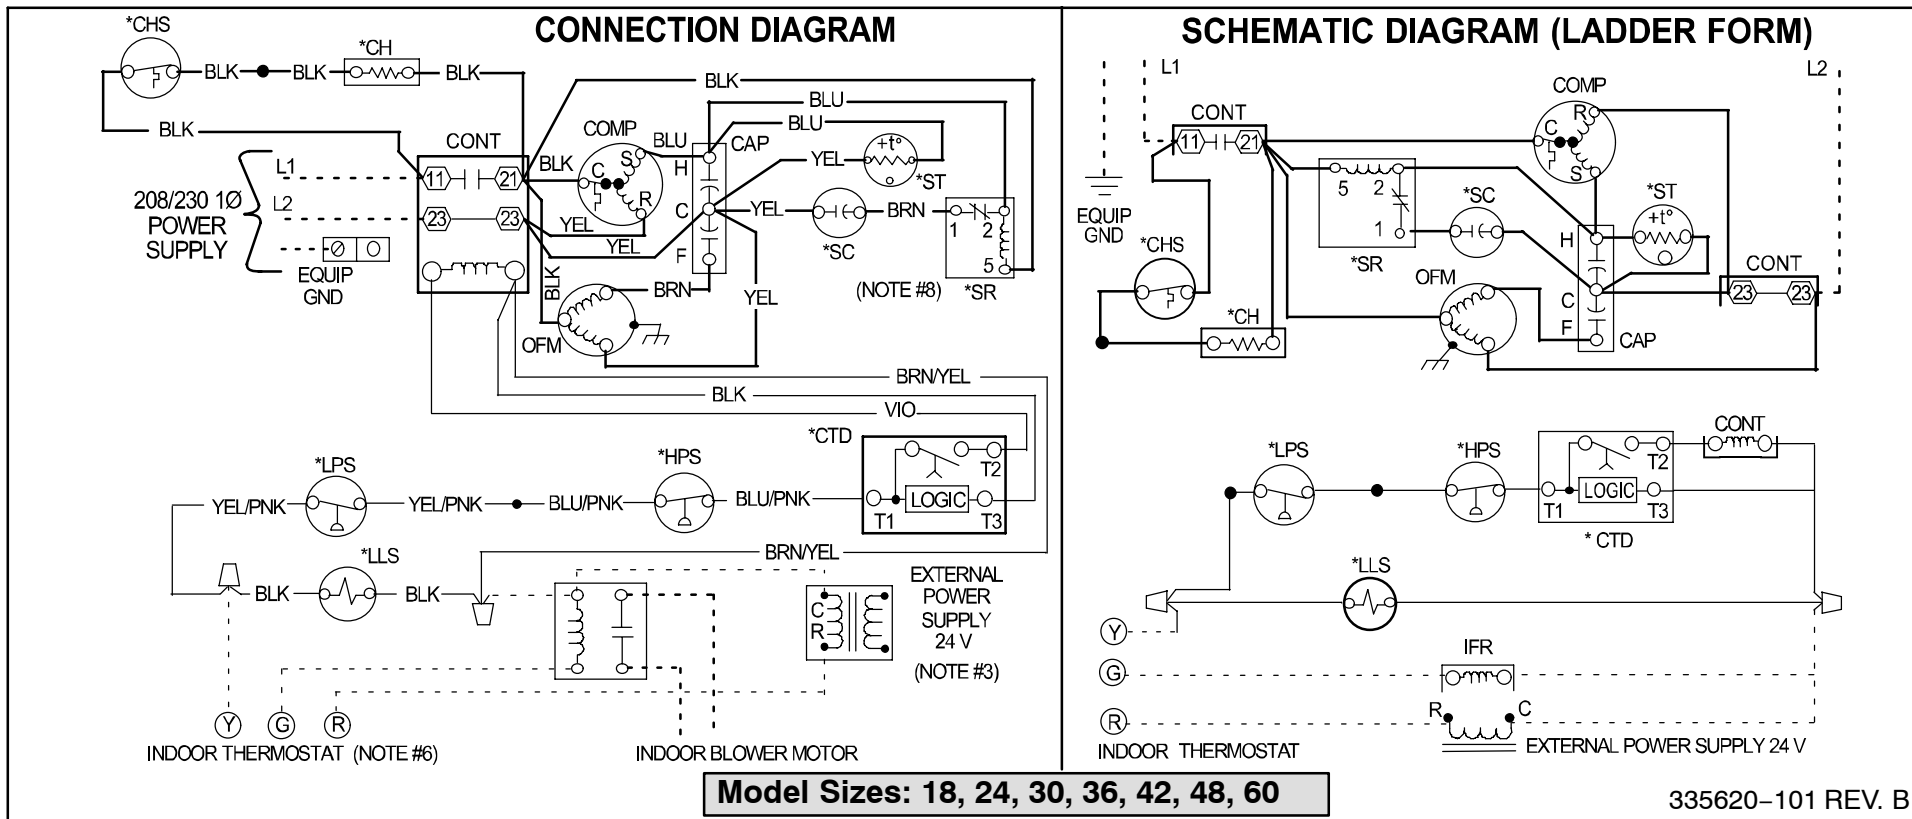 CONNECTION DIAGRAM
*CHS
*CH
BLK
BLK
BLK
BLK
BLK
BLU
BLU
BLK
CONT
COMP
BLU
CAP
H
C
F
S
C
R
YEL
+t°
*ST
L1
11
21
208/230 1Ø
POWER
SUPPLY
L2
23
23
YEL
YEL
YEL
BRN
*SC
1
2
5
*SR
(NOTE #8)
EQUIP
GND
BLK
BRN
YEL
OFM
BRN/YEL
BLK
VIO
*CTD
*LPS
*HPS
T2
YEL/PNK
YEL/PNK
BLU/PNK
BLU/PNK
LOGIC
T1
T3
BRN/YEL
*LLS
BLK
BLK
EXTERNAL
POWER
SUPPLY
24 V
(NOTE #3)
C
R
Y
G
R
INDOOR THERMOSTAT (NOTE #6)
INDOOR BLOWER MOTOR
SCHEMATIC DIAGRAM (LADDER FORM)
L1
L2
CONT
COMP
11
21
C
R
S
5
2
1
*SR
*SC
*ST
+t°
EQUIP
GND
*CHS
H
C
F
CAP
OFM
CONT
23
23
*CH
*LPS
*HPS
CONT
T2
LOGIC
T1
T3
* CTD
*LLS
Y
G
IFR
R
R
C
INDOOR THERMOSTAT
EXTERNAL POWER SUPPLY 24 V
Model Sizes: 18, 24, 30, 36, 42, 48, 60
335620-101 REV. B